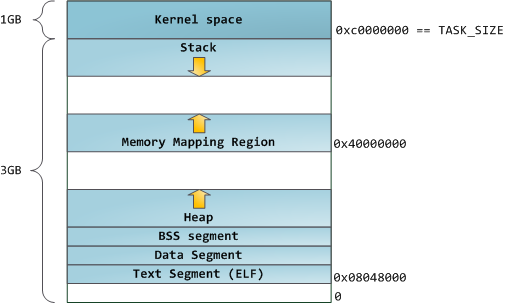 1GB
Kernel space
0xc0000000 == TASK_SIZE
Stack
Memory Mapping Region
0x40000000
3GB
Heap
BSS segment
Data Segment
Text Segment (ELF)
0x08048000
0